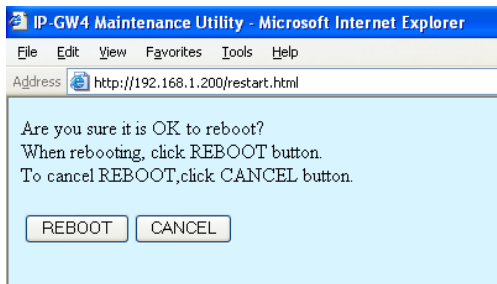 IP-GW4 Maintenance Utility - Microsoft Internet Explorer
File Edit View Favorites Tools Help
Address http://192.168.1.200/restart.html
Are you sure it is OK to reboot?
When rebooting, click REBOOT button.
To cancel REBOOT,click CANCEL button.
REBOOT CANCEL